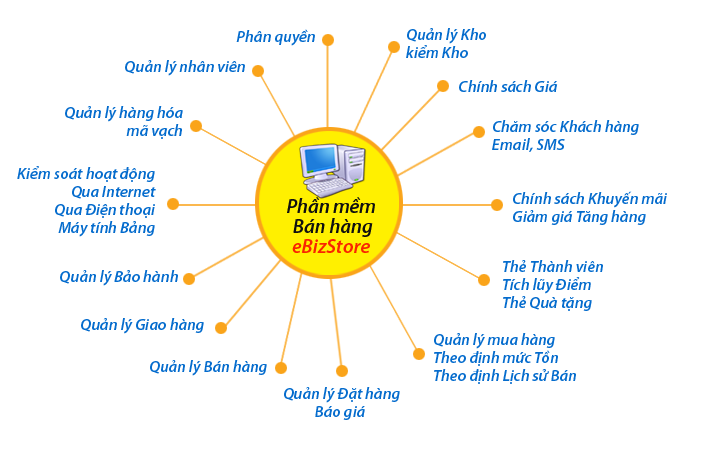 Phân quyền
Quản lý Kho
kiểm Kho
Quản lý nhân viên
Chính sách Giá
Quản lý hàng hóa
mã vạch
Chăm sóc Khách hàng
Email, SMS
Kiểm soát hoạt động
Qua Internet
Qua Điện thoại
Máy tính Bảng
Phần mềm
Bán hàng
eBizStore
Chính sách Khuyến mãi
Giảm giá Tăng hàng
Quản lý Bảo hành
Thẻ Thành viên
Tích lũy Điểm
Thẻ Quà tặng
Quản lý Giao hàng
Quản lý mua hàng
Theo định mức Tồn
Theo định Lịch sử Bán
Quản lý Bán hàng
Quản lý Đặt hàng
Báo giá